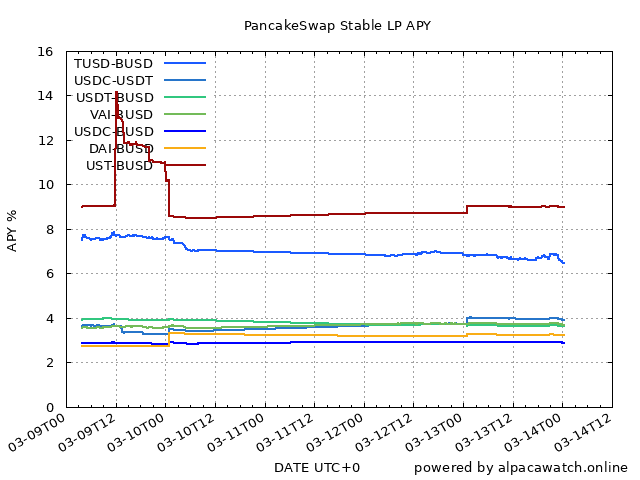 PancakeSwap Stable LP APY
APY %
16
14
12
10
8
6
4
2
0
TUSD-BUSD
USDC-USDT
USDT-BUSD
VAI-BUSD
USDC-BUSD
DAI-BUSD
UST-BUSD
03-09T00
03-09T12
03-10T00
03-10T12
03-11T00
03-11T12
03-12T00
03-12T12
03-13T00
03-13T12
03-14T00
03-14T12
DATE UTC+0
powered by alpacawatch.online